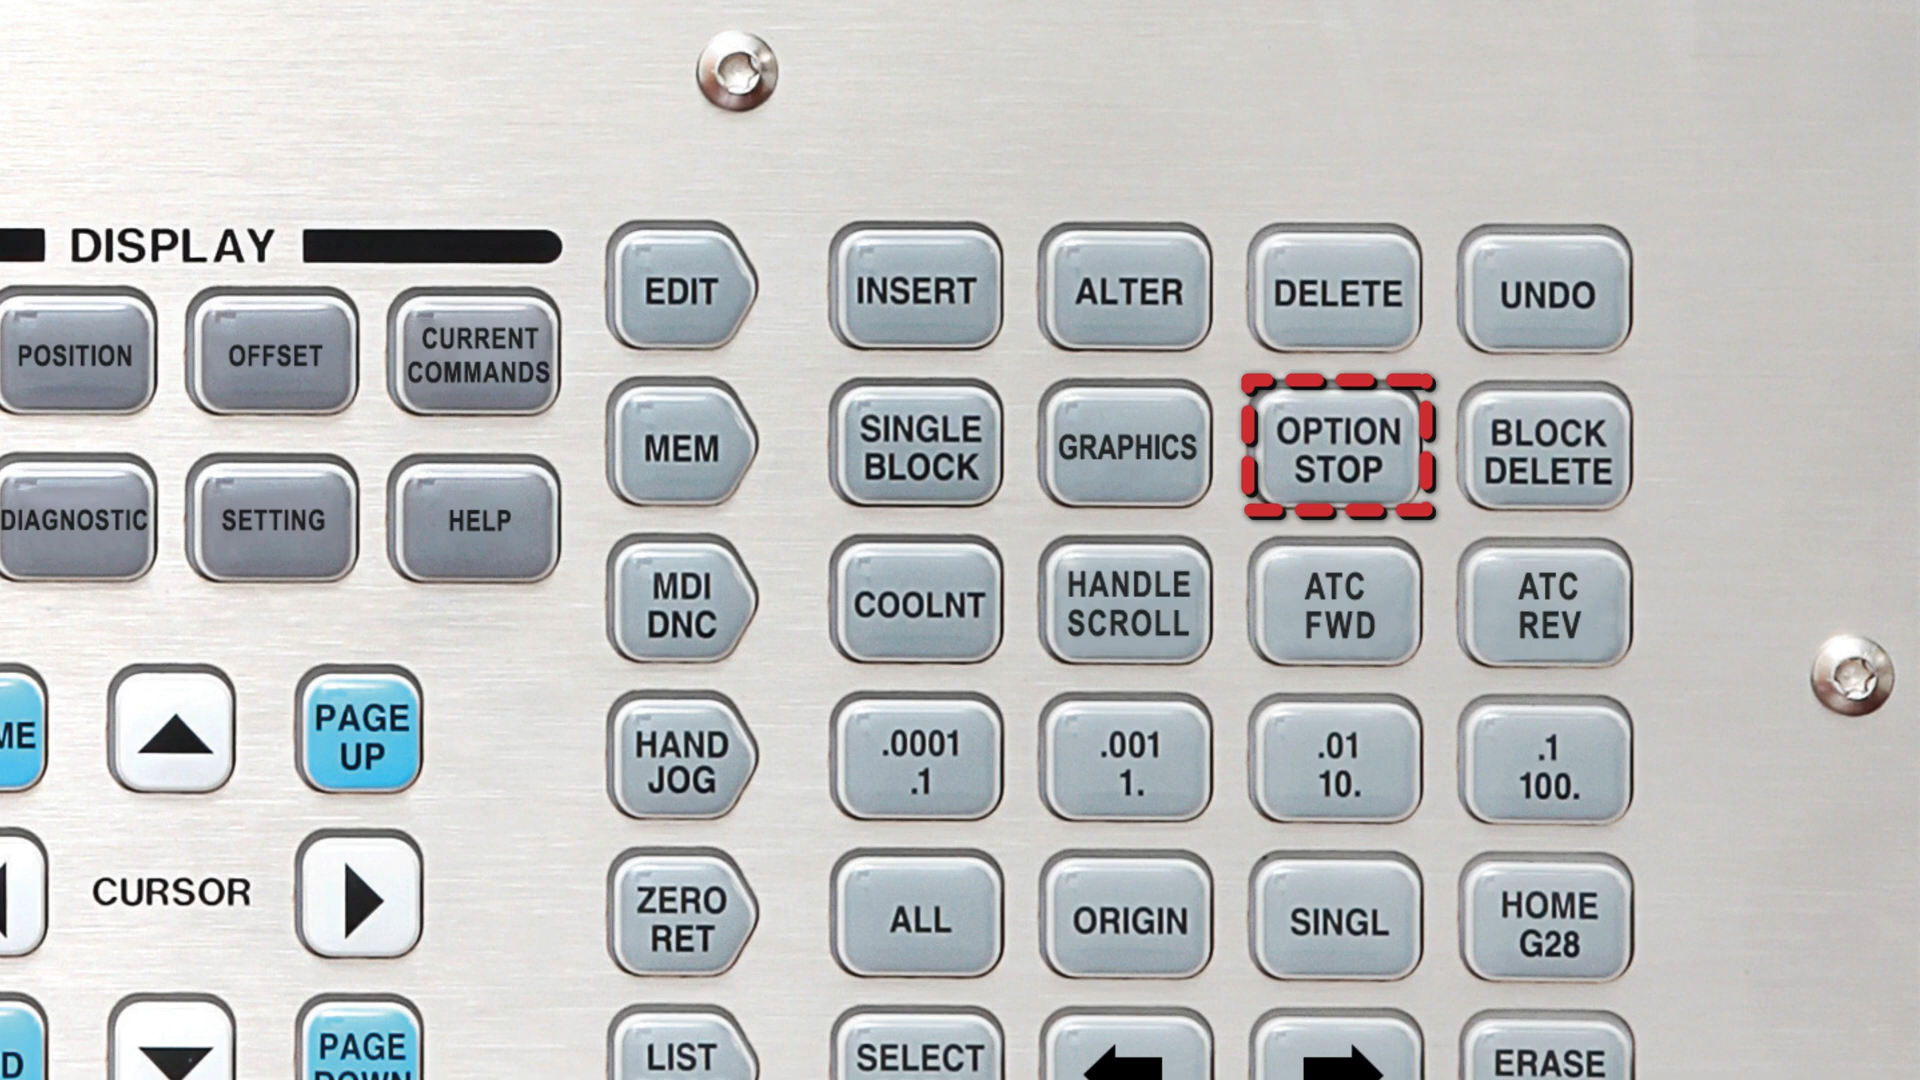 DISPLAY
POSITION
OFFSET
CURRENT
COMMANDS
DIAGNOSTIC
SETTING
HELP
ME
PAGE
UP
CURSOR
D
PAGE
DOWN
EDIT
INSERT
ALTER
DELETE
UNDO
MEM
SINGLE
BLOCK
GRAPHICS
OPTION
STOP
BLOCK
DELETE
MDI
DNC
COOLNT
HANDLE
SCROLL
ATC
FWD
ATC
REV
HAND
JOG
.0001
.1
.001
1.
.01
10.
.1
100.
ZERO
RET
ALL
ORIGIN
SINGL
HOME
G28
LIST
SELECT
ERASE